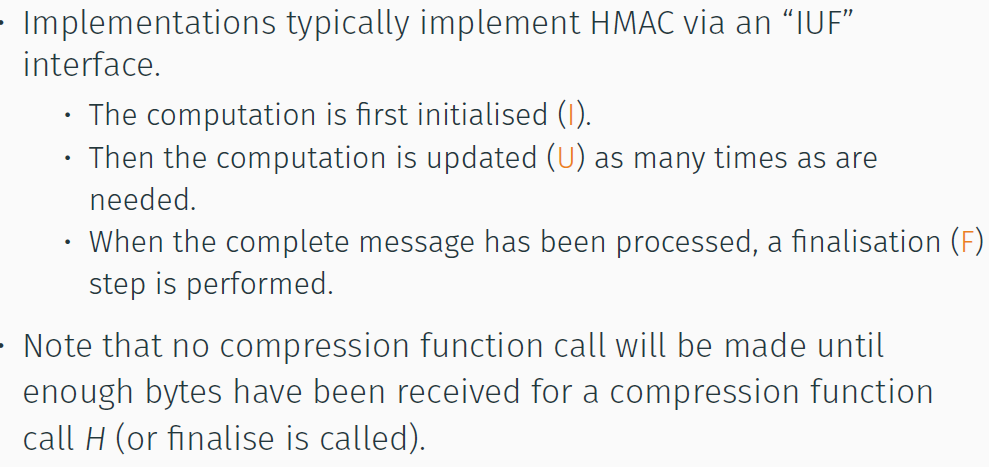 • Implementations typically implement HMAC via an “IUF”
interface.
• The computation is first initialised (I).
• Then the computation is updated (U) as many times as are
needed.
• When the complete message has been processed, a finalisation (F)
step is performed.
• Note that no compression function call will be made until
enough bytes have been received for a compression function
call H (or finalise is called).